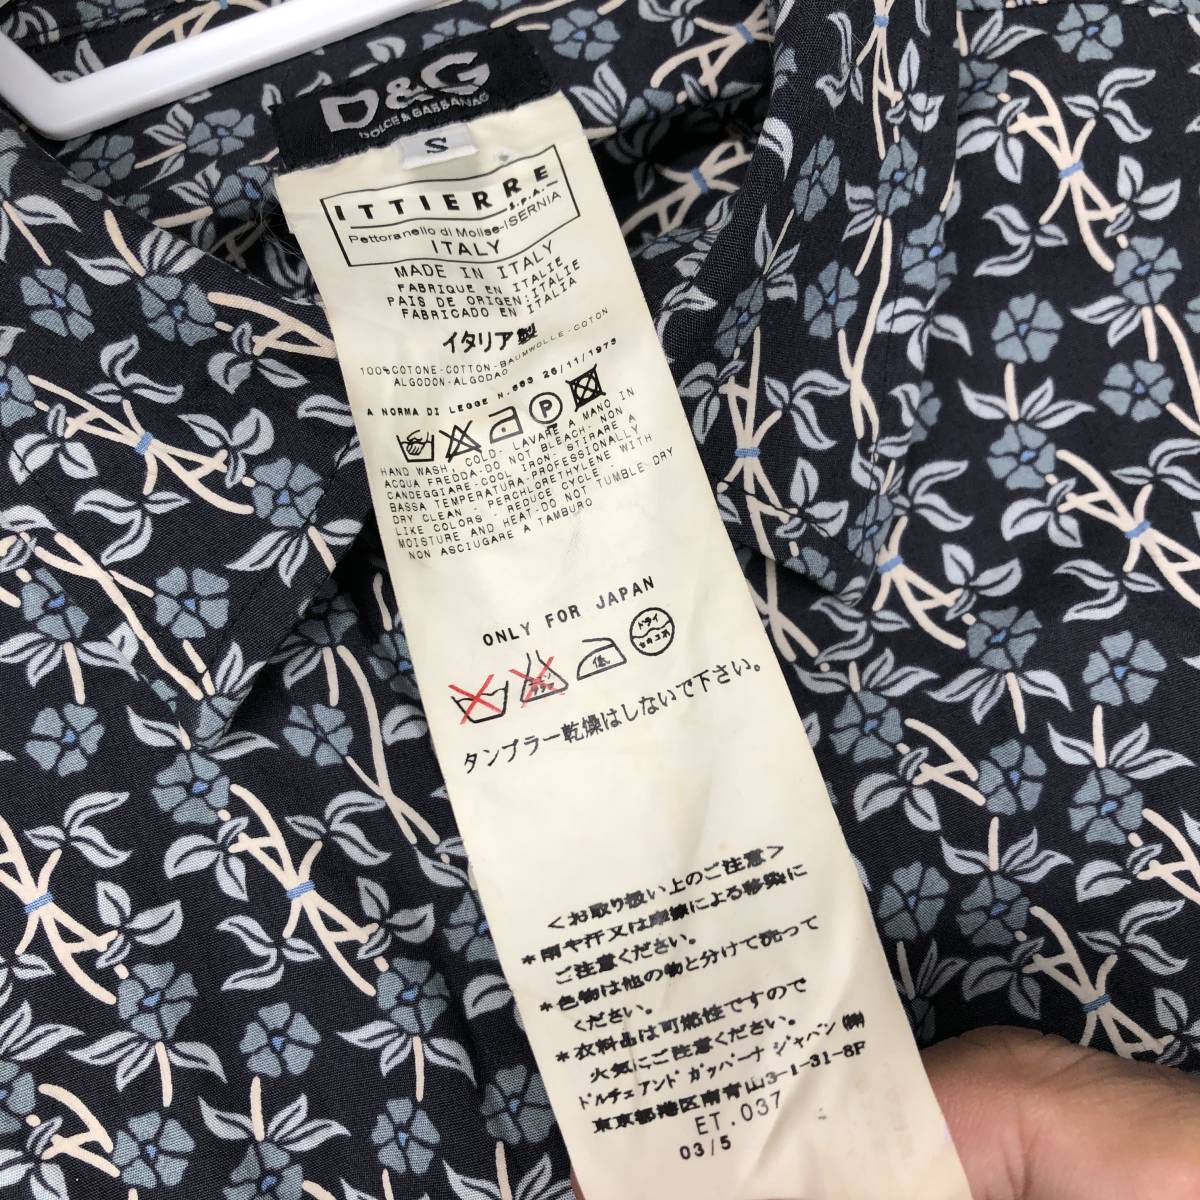 D&G
DOLCE & GABBANA
S
ITTIERRE
S.p.A.
Pettoranello di Molise-ISERNIA
ITALY
MADE IN ITALY
FABRIQUE EN ITALIE
PAIS DE ORIGEN:ITALIE
FABRICADO EN ITALIA
イタリア製
100%COTONE-COTTON-BAUMWOLLE-COTON
ALGODON-ALGODAO
A NORMA DI LEGGE N.883 26/11/1973
P
HAND WASH, COLD- LAVARE A MANO IN
ACQUA FREDDA-DO NOT BLEACH- NON
CANDEGGIARE-COOL IRON- STIRARE A
BASSA TEMPERATURA-PROFESSIONALLY
DRY CLEAN - PERCHLORETHYLENE WITH
LIKE COLORS - REDUCE CYCLE -
MOISTURE AND HEAT-DO NOT TUMBLE DRY
NON ASCIUGARE A TAMBURO
ONLY FOR JAPAN
低
ドライ
セキユ系
タンブラー乾燥はしないで下さい。
<お取り扱い上のご注意>
*雨や汗又は摩擦による移染に
ご注意ください。
*色物は他の物と分けて洗って
ください。
*衣料品は可燃性ですので
火気にご注意ください。
ドルチェアンド ガッバーナ ジャパン㈱
東京都港区南青山3-1-31-8F
ET.037
03/5